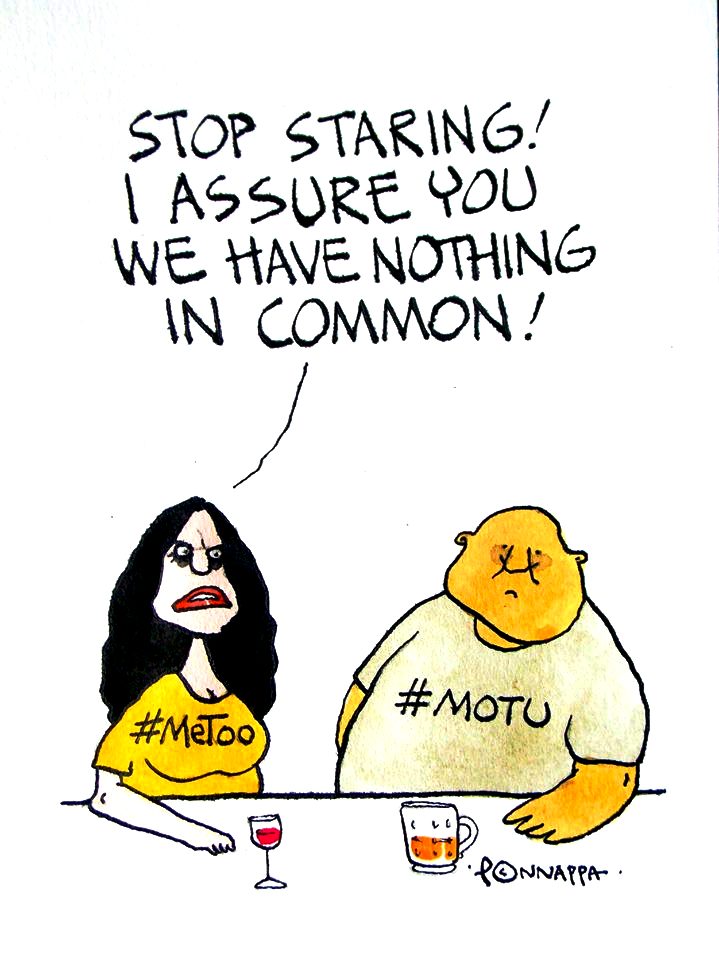 STOP STARING!
I ASSURE YOU
WE HAVE NOTHING
IN COMMON!
#MeToo
#MOTU
PONNAPPA